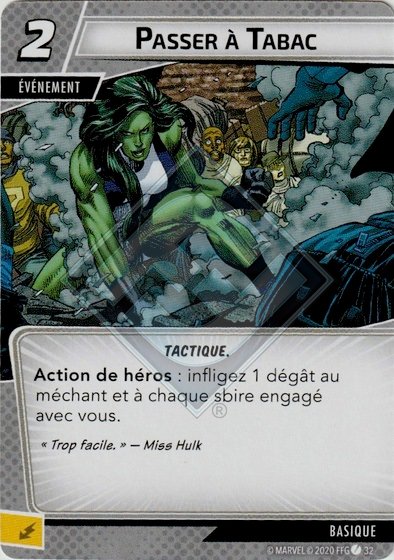 2
PASSER À TABAC
ÉVÉNEMENT
TACTIQUE.
Action de héros : infligez 1 dégât au
méchant et à chaque sbire engagé
avec vous.
« Trop facile. » – Miss Hulk
®
BASIQUE
© MARVEL © 2020 FFG 32